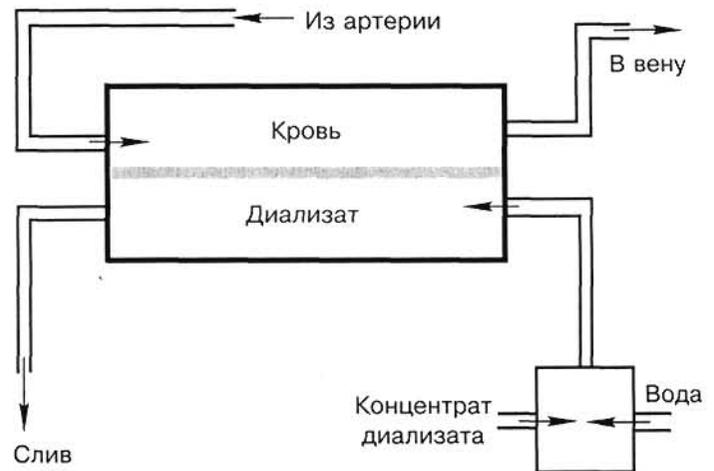 Из артерии
В вену
Кровь
Диализат
Концентрат
диализата
Вода
Слив